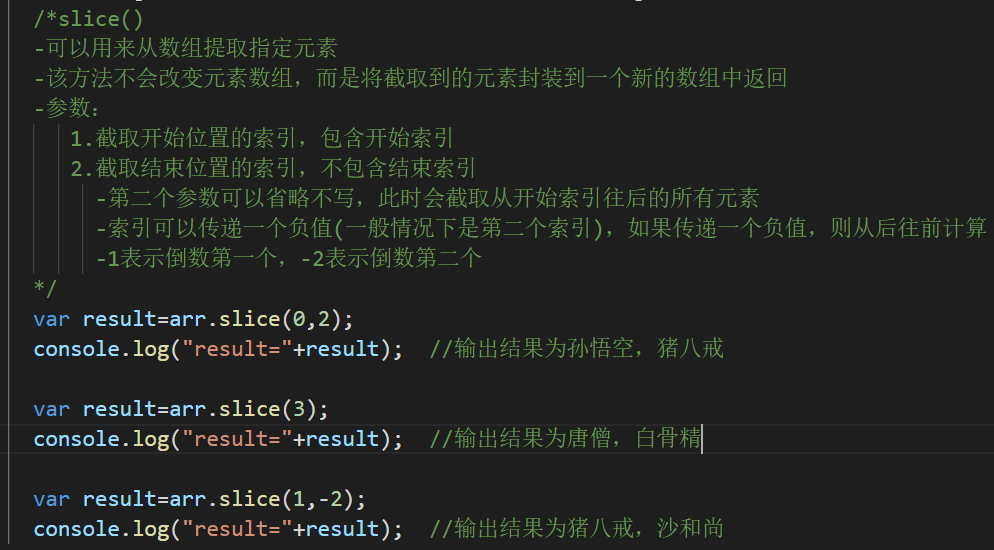 /*slice()
-可以用来从数组提取指定元素
-该方法不会改变元素数组，而是将截取到的元素封装到一个新的数组中返回
-参数：
1.截取开始位置的索引，包含开始索引
2.截取结束位置的索引，不包含结束索引
-第二个参数可以省略不写，此时会截取从开始索引往后的所有元素
-索引可以传递一个负值(一般情况下是第二个索引)，如果传递一个负值，则从后往前计算
-1表示倒数第一个，-2表示倒数第二个
*/
var result=arr.slice(0,2);
console.log("result="+result);  //输出结果为孙悟空，猪八戒
var result=arr.slice(3);
console.log("result="+result);  //输出结果为唐僧，白骨精
var result=arr.slice(1,-2);
console.log("result="+result);  //输出结果为猪八戒，沙和尚